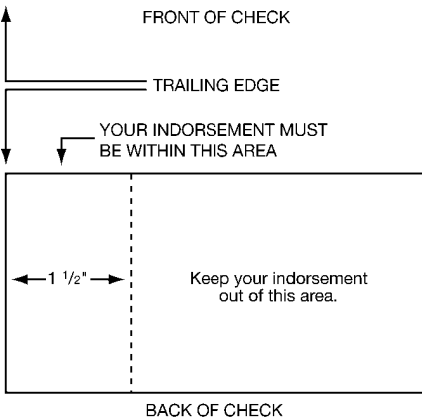 FRONT OF CHECK
TRAILING EDGE
YOUR INDORSEMENT MUST
BE WITHIN THIS AREA
1 1/2"
Keep your indorsement
out of this area.
BACK OF CHECK